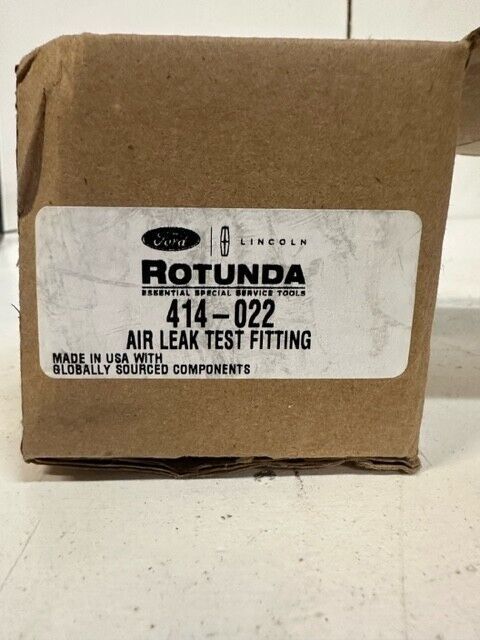 Ford LINCOLN
ROTUNDA
ESSENTIAL SPECIAL SERVICE TOOLS
414-022
AIR LEAK TEST FITTING
MADE IN USA WITH
GLOBALLY SOURCED COMPONENTS